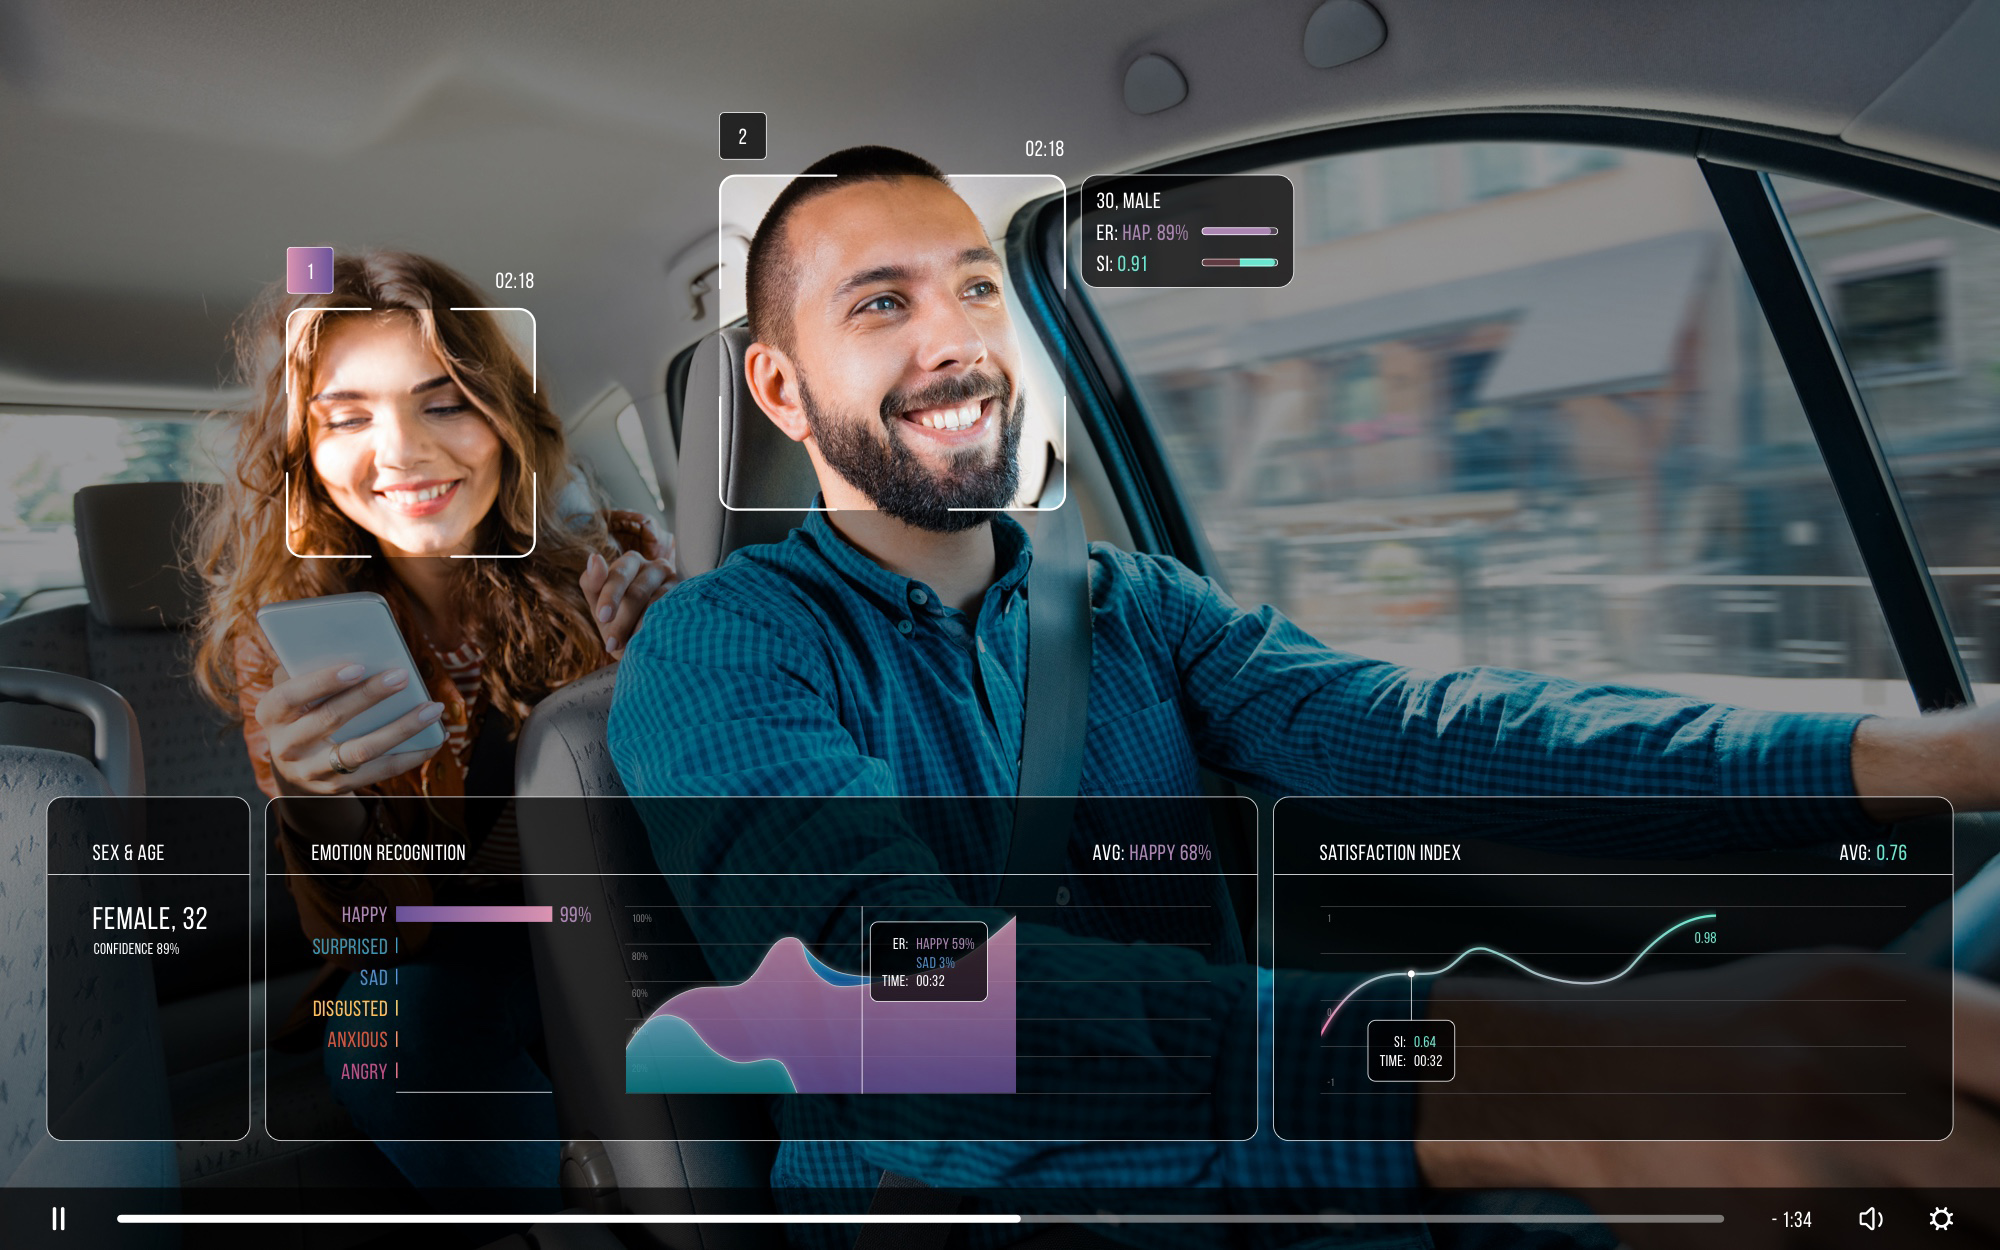 2
02:18
30, MALE
ER: HAP. 89%
SI: 0.91
1
02:18
SEX & AGE
FEMALE, 32
CONFIDENCE 89%
EMOTION RECOGNITION
AVG: HAPPY 68%
HAPPY 99%
SURPRISED
SAD
DISGUSTED
ANXIOUS
ANGRY
100%
80%
60%
40%
20%
ER: HAPPY 59%
SAD 3%
TIME: 00:32
SATISFACTION INDEX
AVG: 0.76
1
0
-1
0.98
SI: 0.64
TIME: 00:32
- 1:34